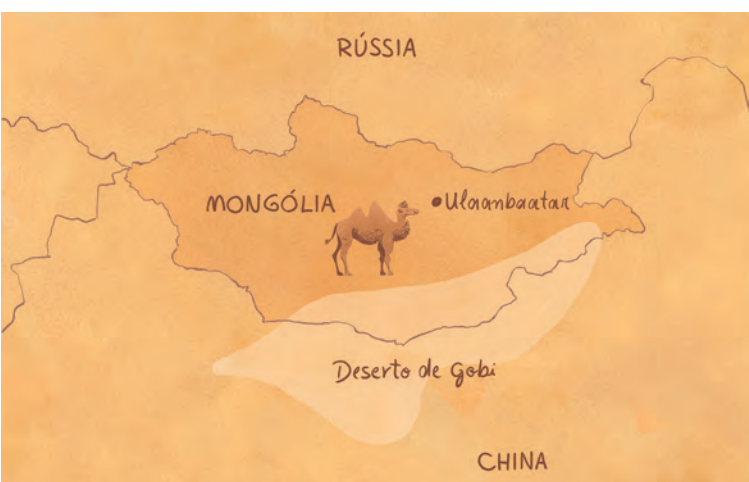 RÚSSIA
MONGÓLIA
Ulaanbaatar
Deserto de Gobi
CHINA